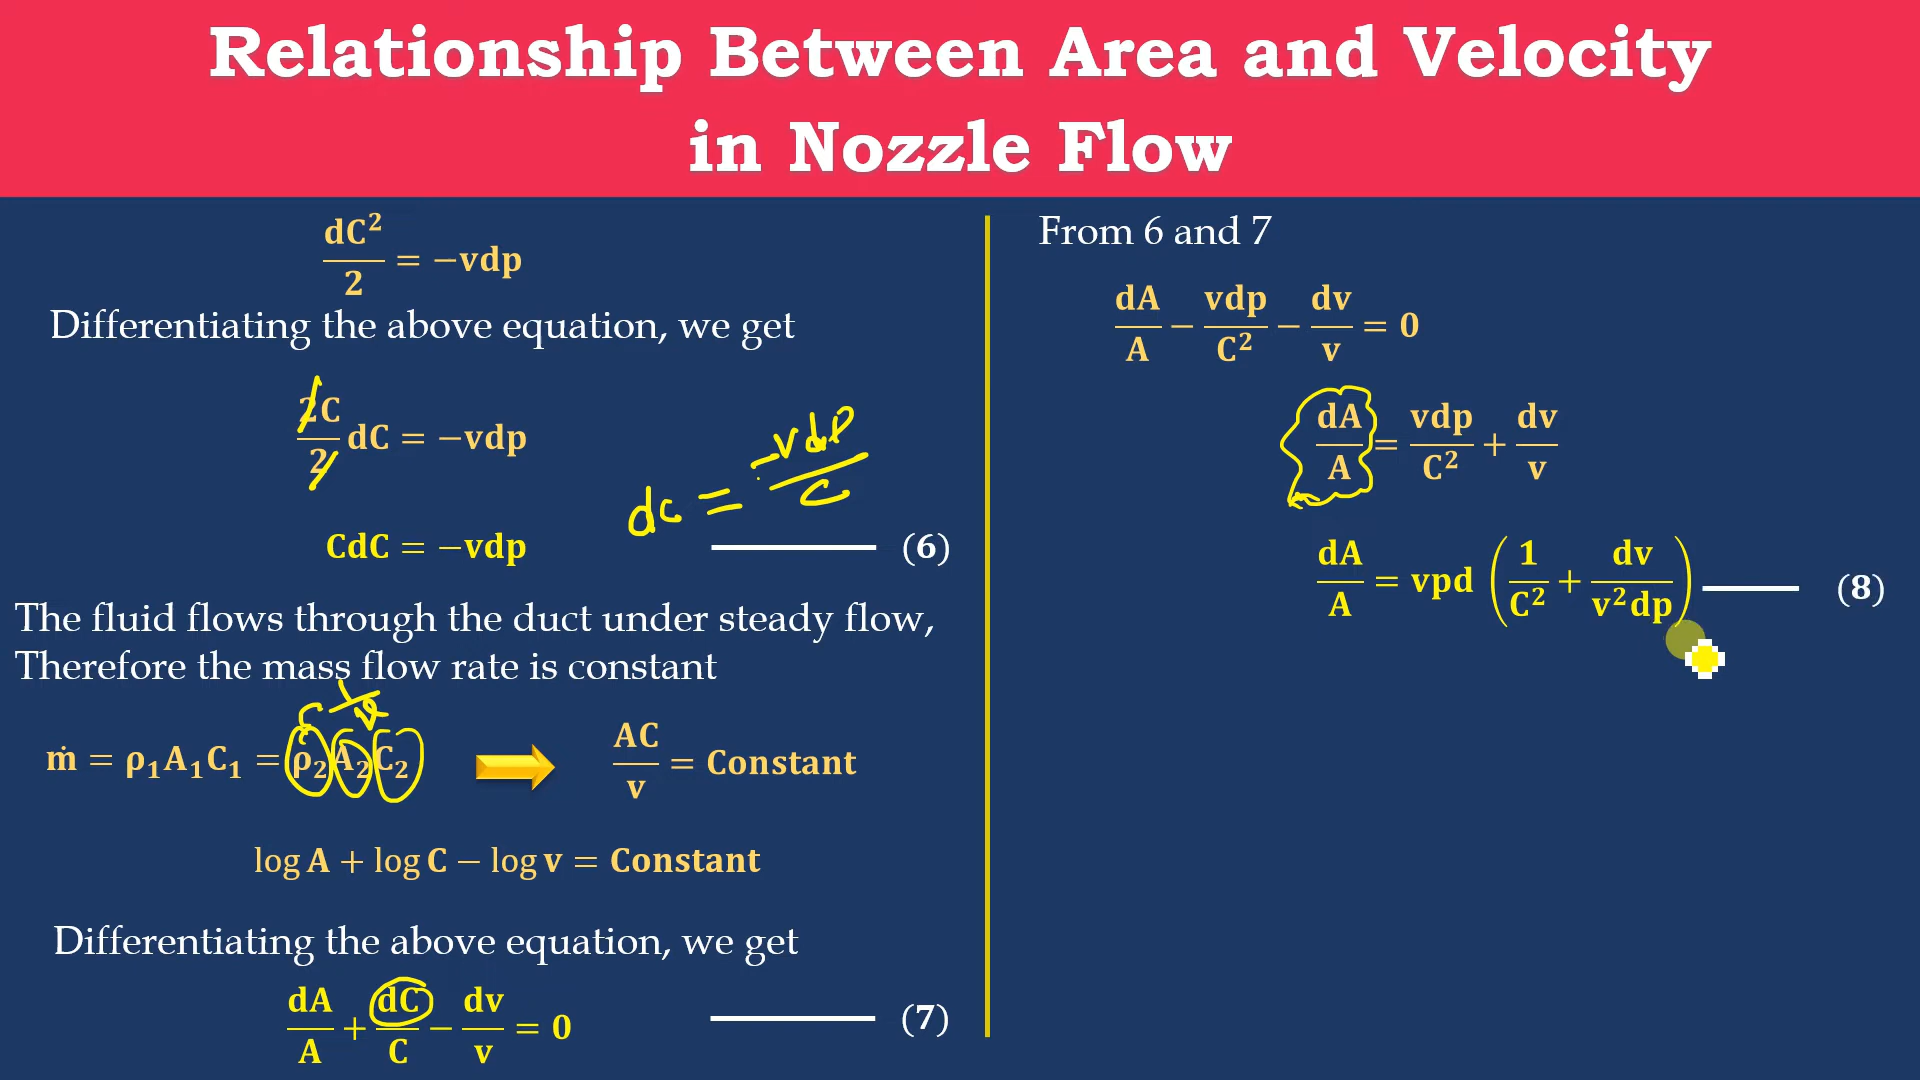 Relationship Between Area and Velocity
in Nozzle Flow
dC²/2 = −vdp
Differentiating the above equation, we get
2C/2 dC = −vdp
dc = −vdp/c
CdC = −vdp (6)
The fluid flows through the duct under steady flow,
Therefore the mass flow rate is constant
1/v
ṁ = ρ₁A₁C₁ = ρ₂A₂C₂
AC/v = Constant
log A + log C − log v = Constant
Differentiating the above equation, we get
dA/A + dC/C − dv/v = 0 (7)
From 6 and 7
dA/A − vdp/C² − dv/v = 0
dA/A = vdp/C² + dv/v
dA/A = vpd (1/C² + dv/v²dp) (8)